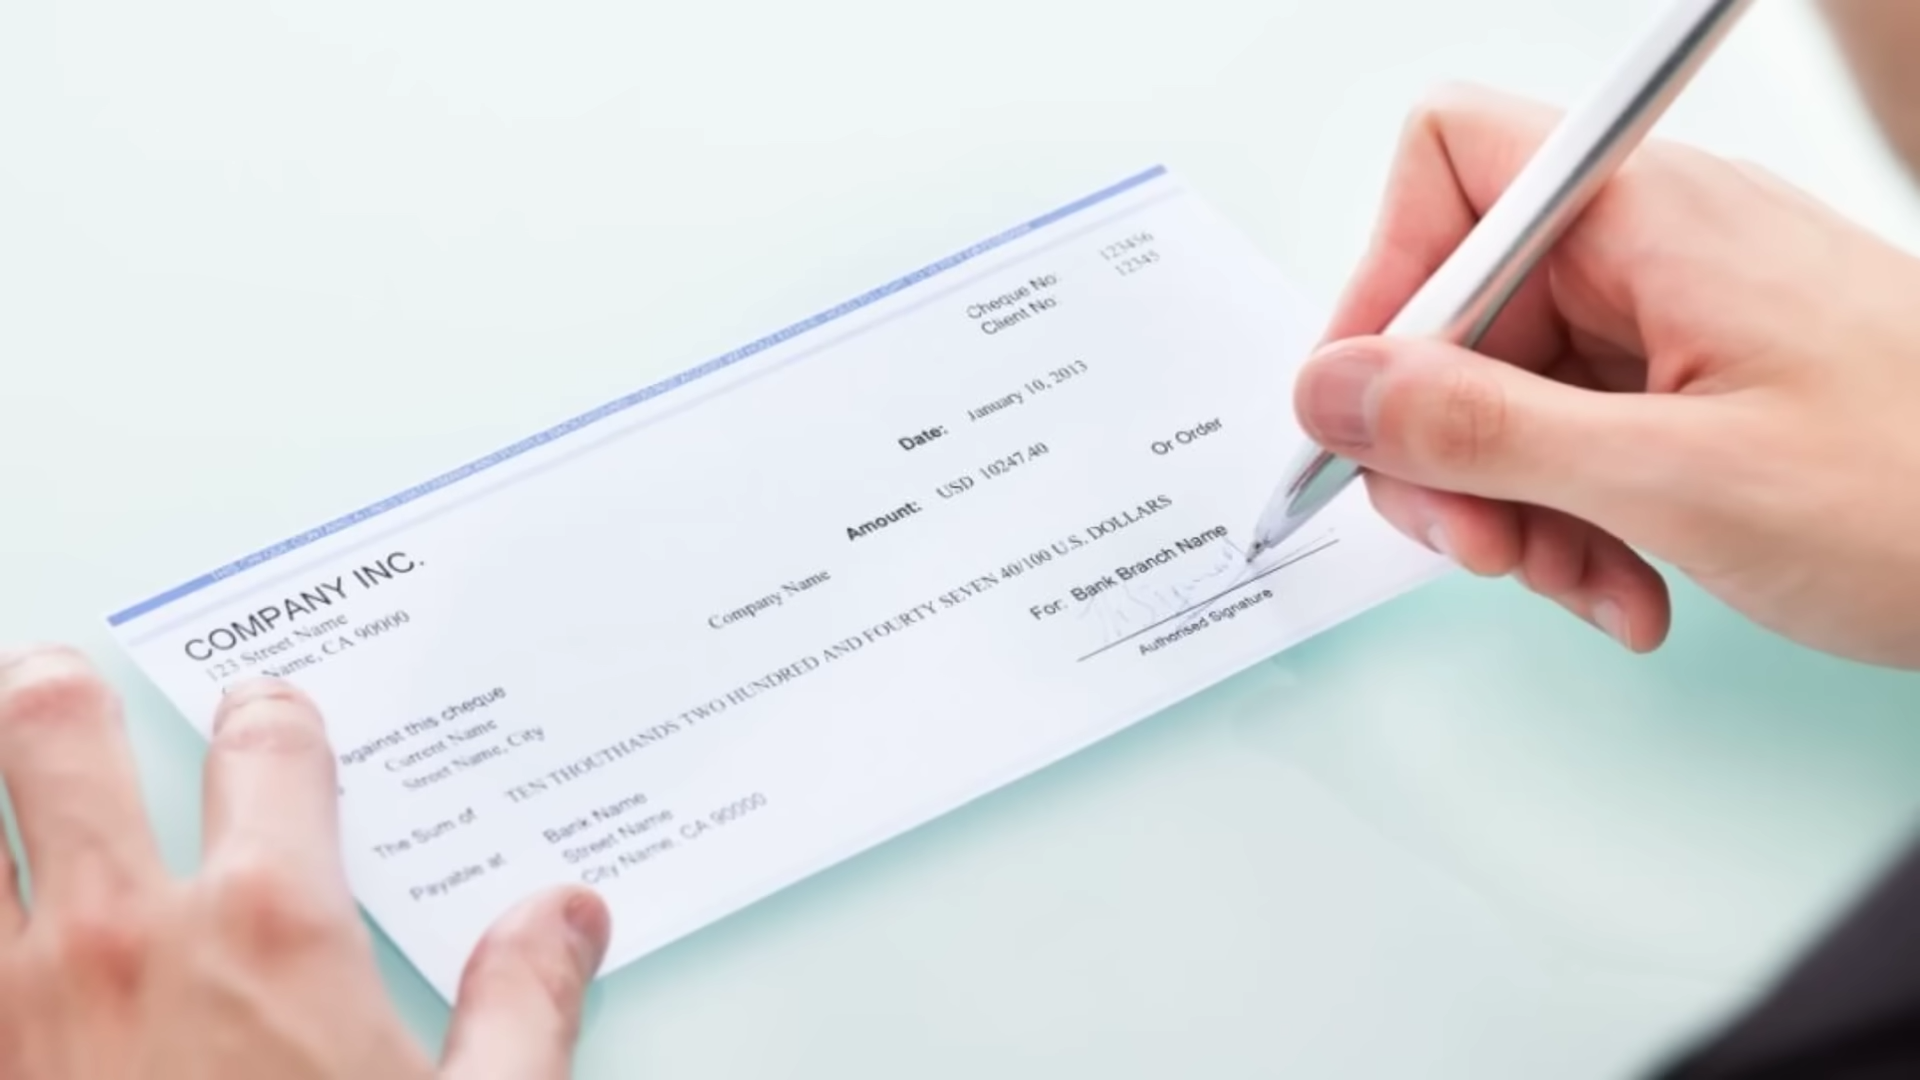 COMPANY INC.
123 Street Name
Name, CA 90000
Cheque No: 123456
Client No: 12345
Date: January 10, 2013
Amount: USD 10247.40
against this cheque
Current Name
Street Name, City
Company Name
Or Order
The Sum of TEN THOUTHANDS TWO HUNDRED AND FOURTY SEVEN 40/100 U.S. DOLLARS
Payable at Bank Name
Street Name
City Name, CA 90000
For: Bank Branch Name
Authorised Signature